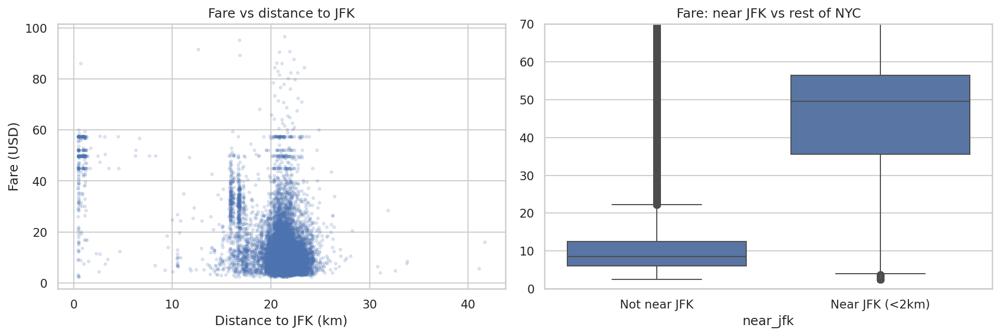 Fare vs distance to JFK
100
80
60
40
20
0
Fare (USD)
0 10 20 30 40
Distance to JFK (km)
Fare: near JFK vs rest of NYC
70
60
50
40
30
20
10
0
Not near JFK Near JFK (<2km)
near_jfk